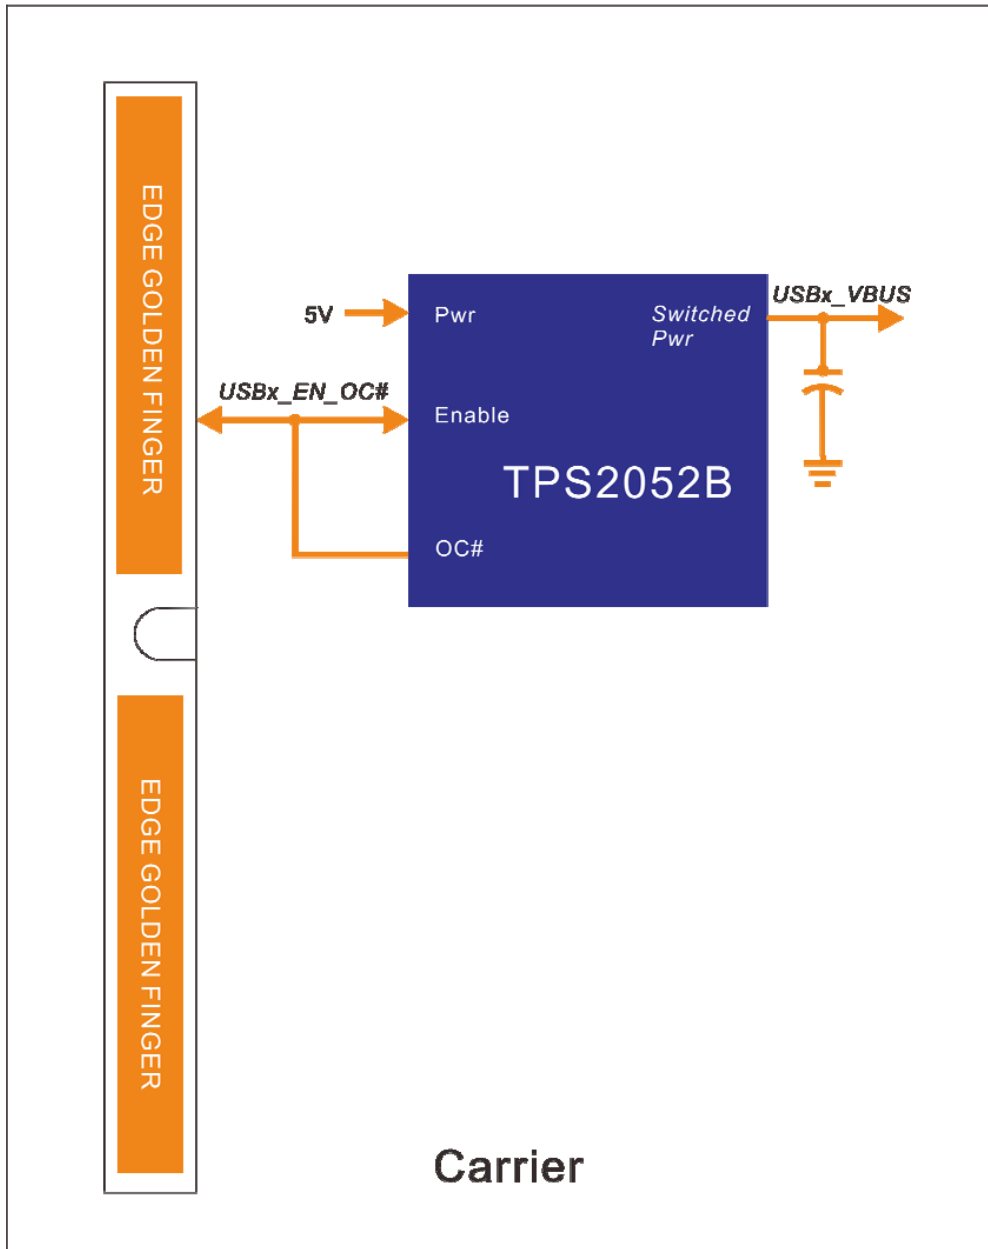 EDGE GOLDEN FINGER
5V
Pwr
Switched
Pwr
USBx_VBUS
USBx_EN_OC#
Enable
TPS2052B
OC#
EDGE GOLDEN FINGER
Carrier